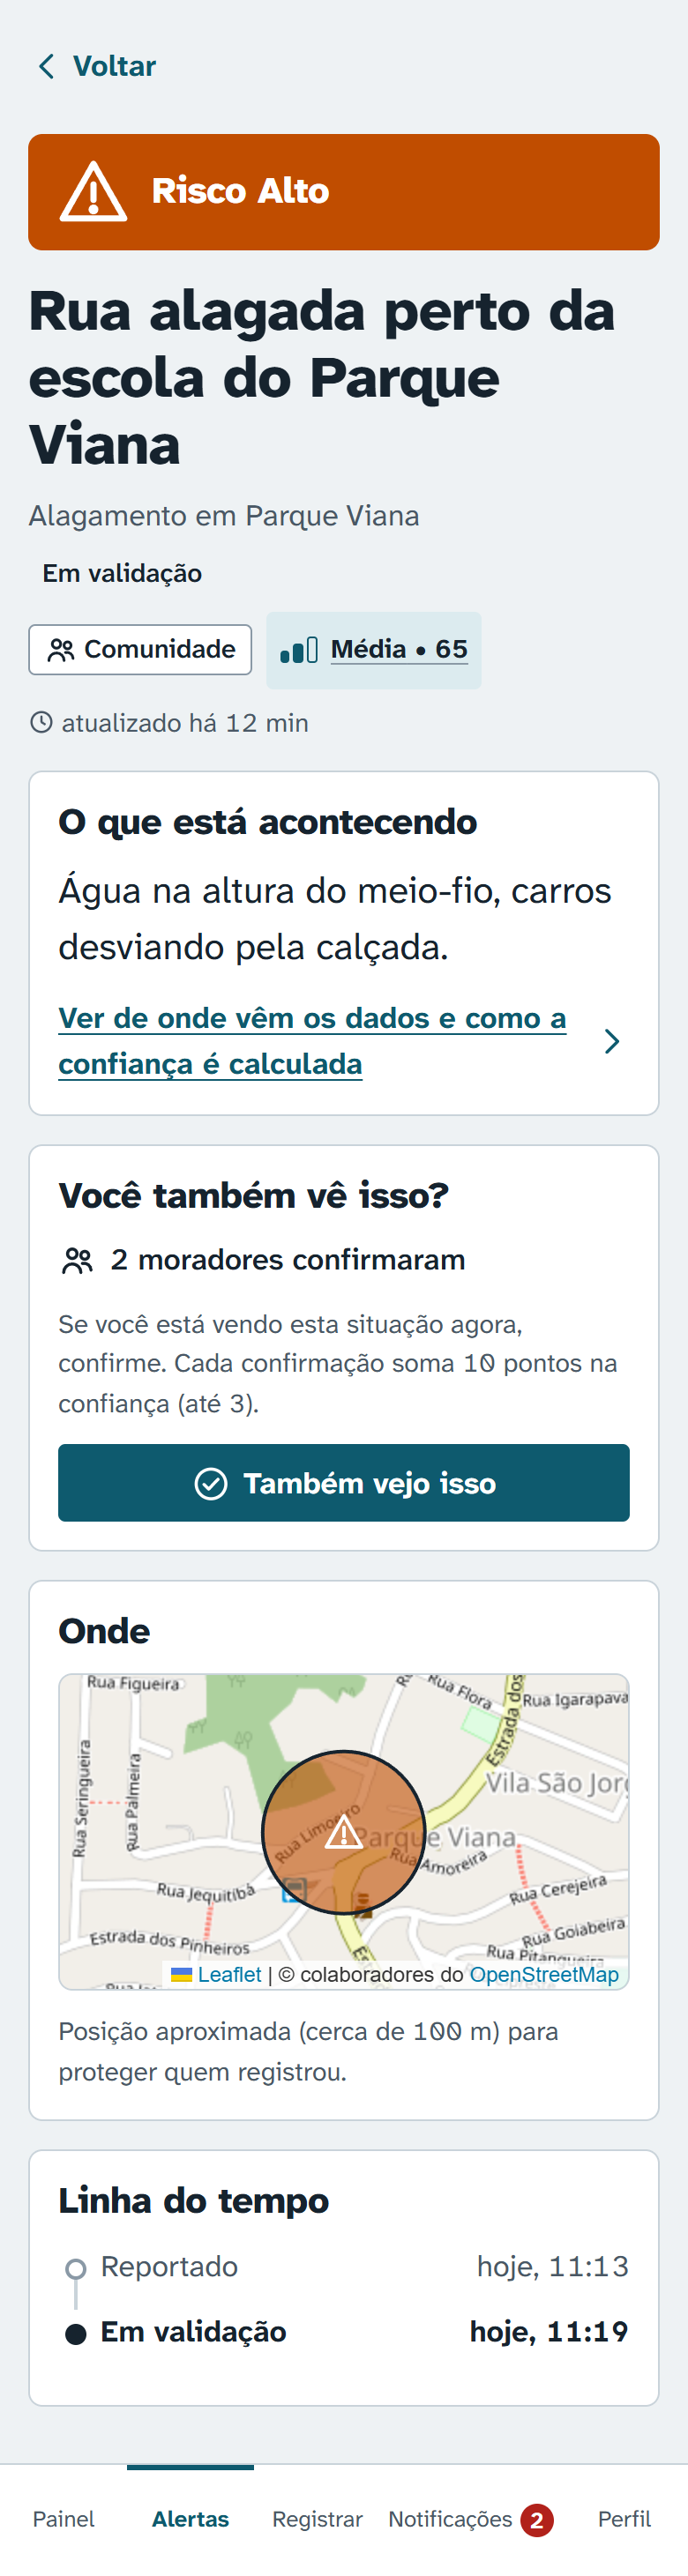 Voltar
Risco Alto
Rua alagada perto da
escola do Parque
Viana
Alagamento em Parque Viana
Em validação
Comunidade
Média • 65
atualizado há 12 min
O que está acontecendo
Água na altura do meio-fio, carros
desviando pela calçada.
Ver de onde vêm os dados e como a
confiança é calculada
Você também vê isso?
2 moradores confirmaram
Se você está vendo esta situação agora,
confirme. Cada confirmação soma 10 pontos na
confiança (até 3).
Também vejo isso
Onde
Rua Figueira
Rua Flora
Rua Igarapava
Estrada dos
Rua Seringueira
Rua Palmeira
Vila São Jor
Rua Limoeiro
Parque Viana
Rua Amoreira
Rua Jequitibá
Rua Cerejeira
Estrada dos Pinheiros
Rua Goiabeira
Rua Pitangueira
Leaflet | © colaboradores do OpenStreetMap
Posição aproximada (cerca de 100 m) para
proteger quem registrou.
Linha do tempo
Reportado hoje, 11:13
Em validação hoje, 11:19
Painel Alertas Registrar Notificações 2 Perfil